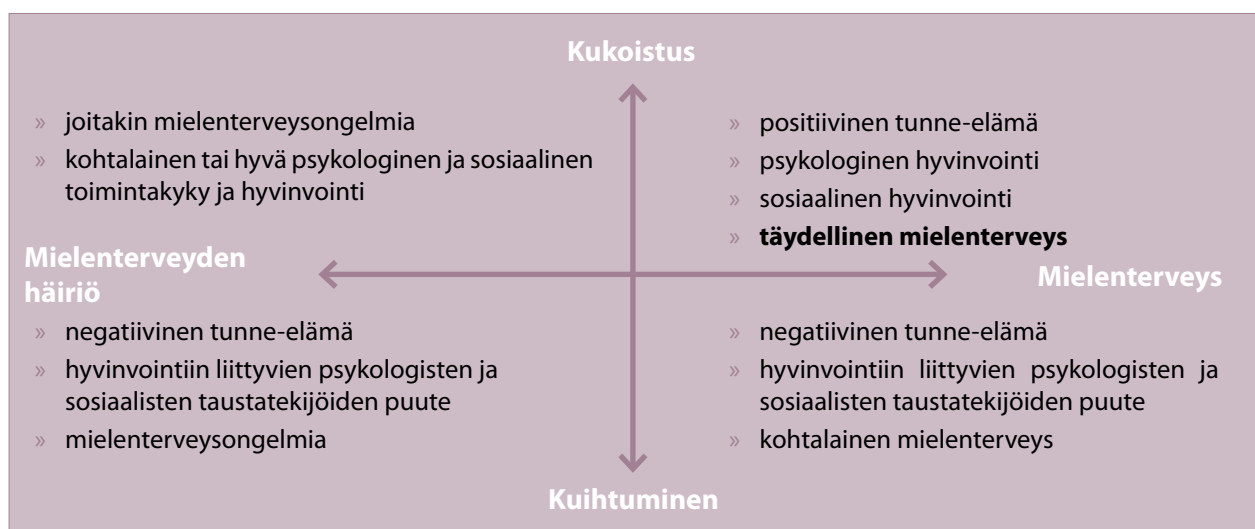 Kukoistus
» joitakin mielenterveysongelmia
» kohtalainen tai hyvä psykologinen ja sosiaalinen
toimintakyky ja hyvinvointi
» positiivinen tunne-elämä
» psykologinen hyvinvointi
» sosiaalinen hyvinvointi
» täydellinen mielenterveys
Mielenterveyden
häiriö
Mielenterveys
» negatiivinen tunne-elämä
» hyvinvointiin liittyvien psykologisten ja
sosiaalisten taustatekijöiden puute
» mielenterveysongelmia
» negatiivinen tunne-elämä
» hyvinvointiin liittyvien psykologisten ja
sosiaalisten taustatekijöiden puute
» kohtalainen mielenterveys
Kuihtuminen